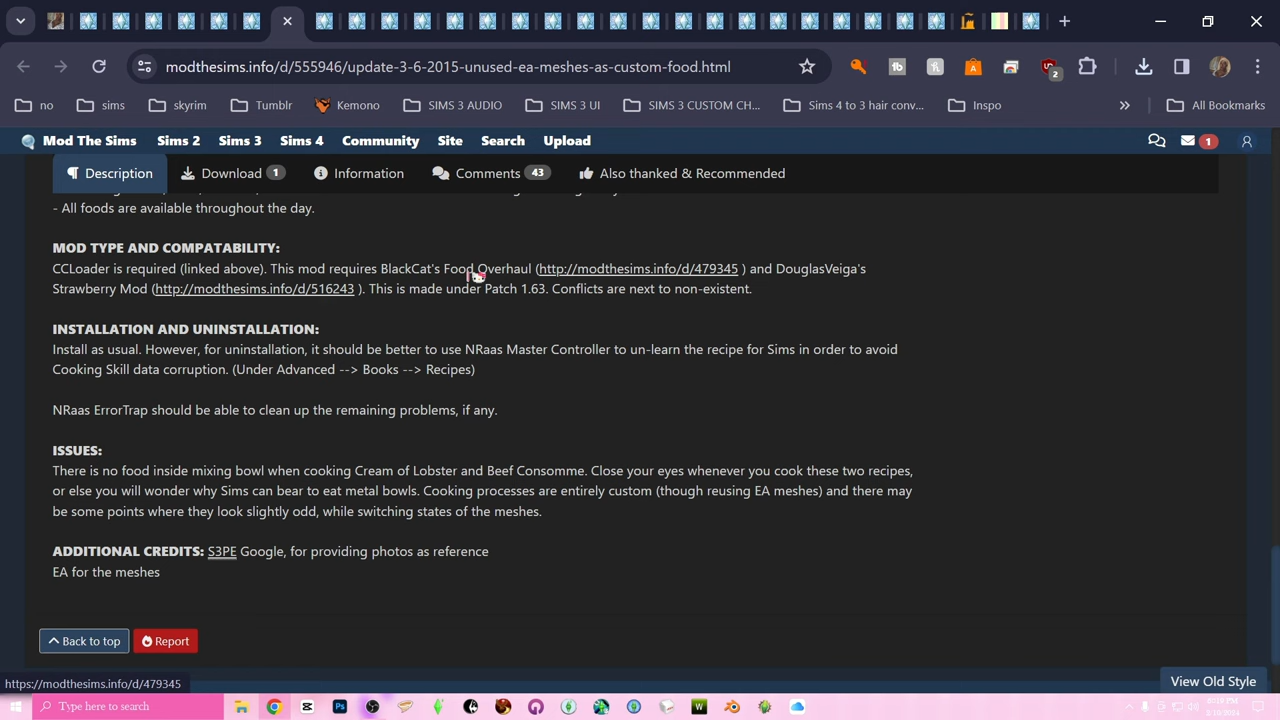 modthesims.info/d/555946/update-3-6-2015-unused-ea-meshes-as-custom-food.html
2
no
sims
skyrim
Tumblr
Kemono
SIMS 3 AUDIO
SIMS 3 UI
SIMS 3 CUSTOM CH...
Sims 4 to 3 hair conv...
Inspo
All Bookmarks
Mod The Sims Sims 2 Sims 3 Sims 4 Community Site Search Upload 1
Description Download 1 Information Comments 43 Also thanked & Recommended
- All foods are available throughout the day.
MOD TYPE AND COMPATABILITY:
CCLoader is required (linked above). This mod requires BlackCat's Food Overhaul (http://modthesims.info/d/479345 ) and DouglasVeiga's
Strawberry Mod (http://modthesims.info/d/516243 ). This is made under Patch 1.63. Conflicts are next to non-existent.
INSTALLATION AND UNINSTALLATION:
Install as usual. However, for uninstallation, it should be better to use NRaas Master Controller to un-learn the recipe for Sims in order to avoid
Cooking Skill data corruption. (Under Advanced --> Books --> Recipes)
NRaas ErrorTrap should be able to clean up the remaining problems, if any.
ISSUES:
There is no food inside mixing bowl when cooking Cream of Lobster and Beef Consomme. Close your eyes whenever you cook these two recipes,
or else you will wonder why Sims can bear to eat metal bowls. Cooking processes are entirely custom (though reusing EA meshes) and there may
be some points where they look slightly odd, while switching states of the meshes.
ADDITIONAL CREDITS: S3PE Google, for providing photos as reference
EA for the meshes
Back to top Report
https://modthesims.info/d/479345
View Old Style
Type here to search